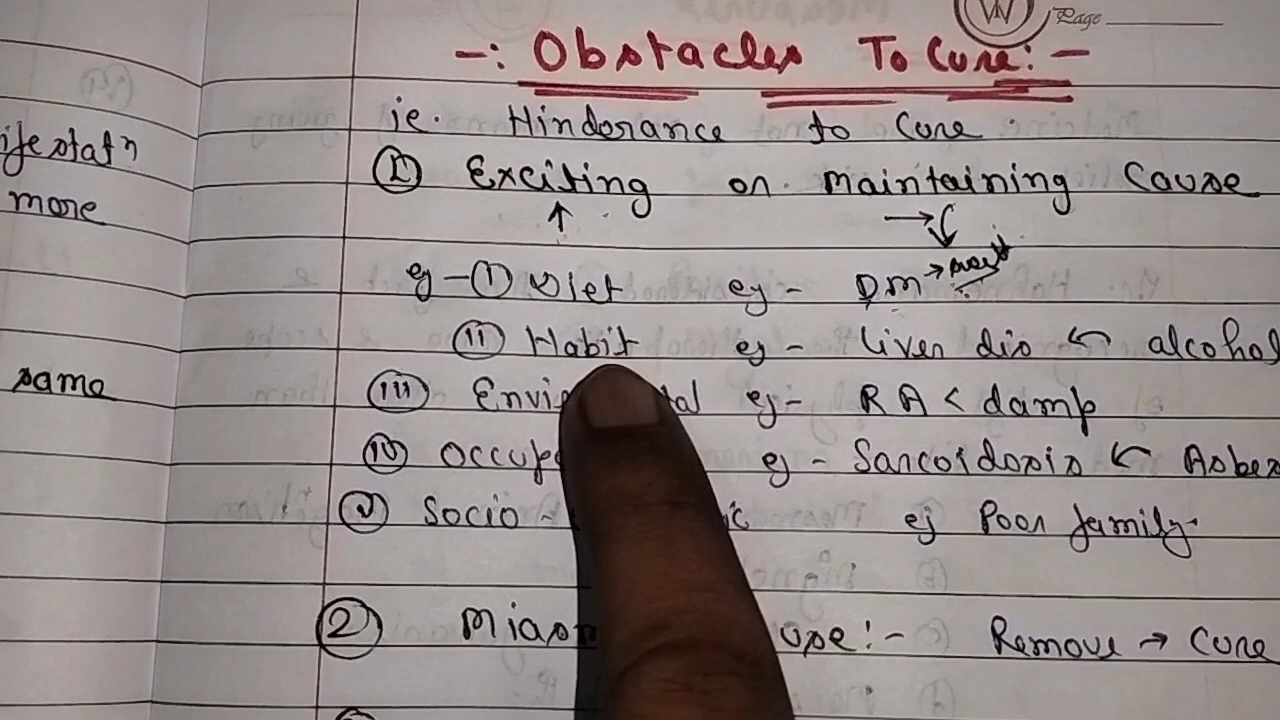 Page
-: Obstacles To Cure:-
ie. Hinderance to Cure.
① Exciting or maintaining Cause
eg - ① Diet eg - DM →
ii Habit eg - liver dis ← alcohol
ifestatn
more
iii eg - RA < damp
same
iv eg - Sarcoidosis ←
v Socio - eg Poor family.
2 :- Remove → Cure